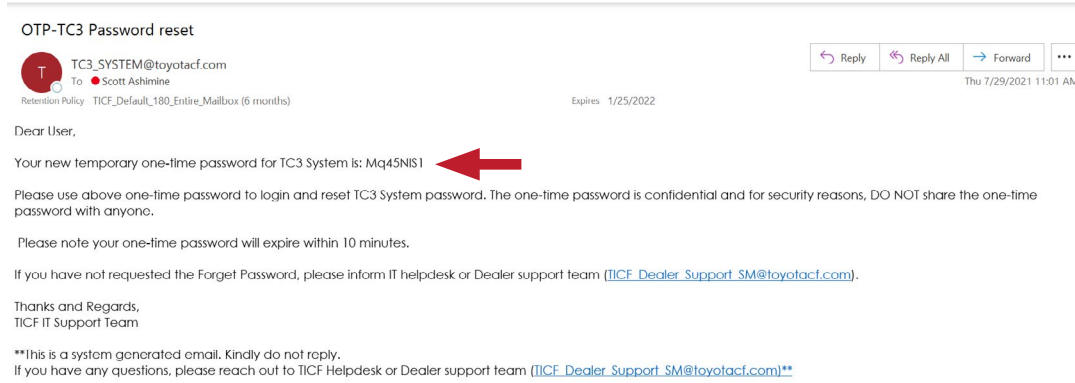 OTP-TC3 Password reset
T
TC3_SYSTEM@toyotacf.com
To Scott Ashimine
Reply
Reply All
Forward
Thu 7/29/2021 11:01 AM
Retention Policy TICF_Default_180_Entire_Mailbox (6 months)
Expires 1/25/2022
Dear User,
Your new temporary one-time password for TC3 System is: Mq45NIS1
Please use above one-time password to login and reset TC3 System password. The one-time password is confidential and for security reasons, DO NOT share the one-time
password with anyone.
Please note your one-time password will expire within 10 minutes.
If you have not requested the Forget Password, please inform IT helpdesk or Dealer support team (TICF_Dealer_Support_SM@toyotacf.com).
Thanks and Regards,
TICF IT Support Team
**This is a system generated email. Kindly do not reply.
If you have any questions, please reach out to TICF Helpdesk or Dealer support team (TICF_Dealer_Support_SM@toyotacf.com)**